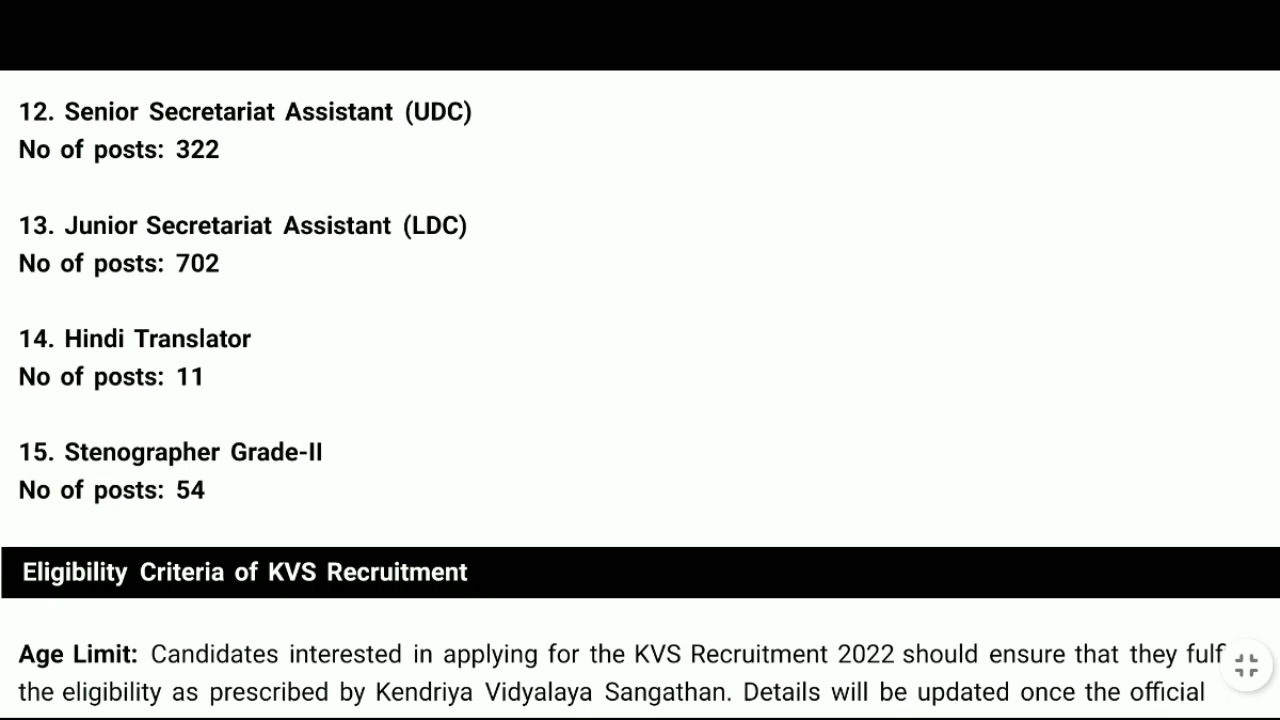 12. Senior Secretariat Assistant (UDC)
No of posts: 322
13. Junior Secretariat Assistant (LDC)
No of posts: 702
14. Hindi Translator
No of posts: 11
15. Stenographer Grade-II
No of posts: 54
Eligibility Criteria of KVS Recruitment
Age Limit: Candidates interested in applying for the KVS Recruitment 2022 should ensure that they
the eligibility as prescribed by Kendriya Vidyalaya Sangathan. Details will be updated once the official